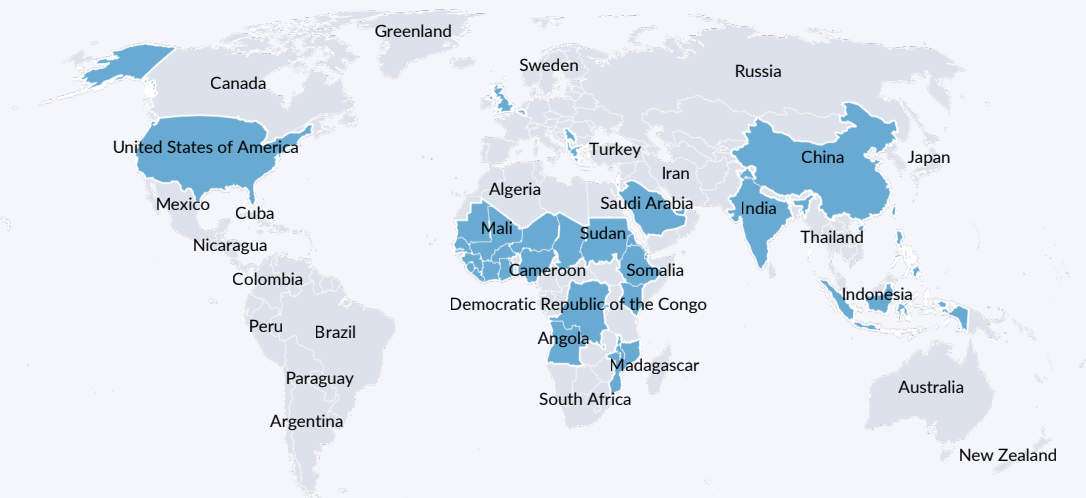 Greenland
Sweden
Russia
Canada
United States of America
Turkey
China
Japan
Iran
Algeria
Saudi Arabia
Mexico
Cuba
India
Mali
Sudan
Thailand
Nicaragua
Cameroon
Somalia
Colombia
Indonesia
Democratic Republic of the Congo
Peru
Brazil
Angola
Madagascar
Paraguay
Australia
South Africa
Argentina
New Zealand